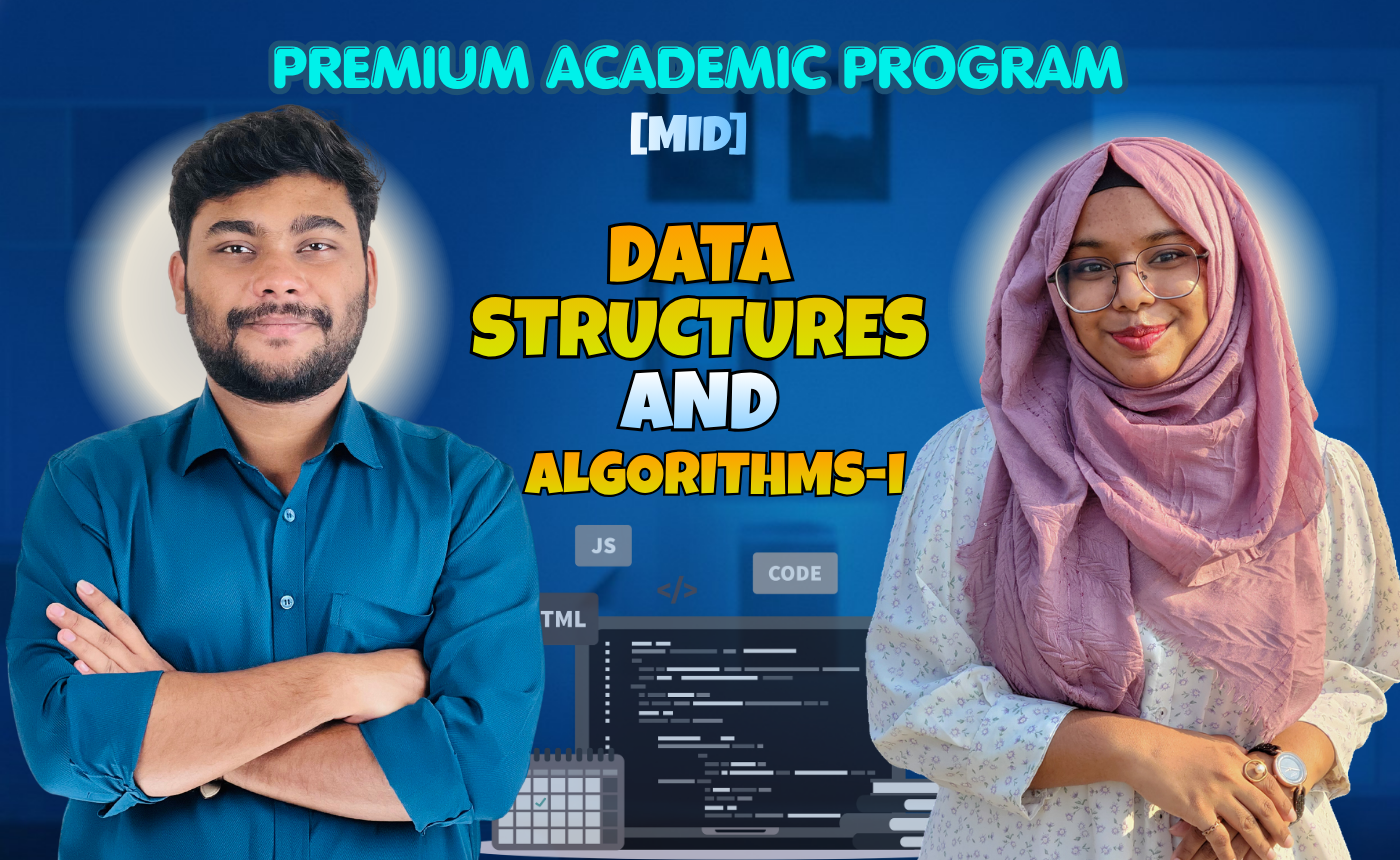 PREMIUM ACADEMIC PROGRAM
[MID]
DATA
STRUCTURES
AND
ALGORITHMS-I
JS
CODE
</>
TML